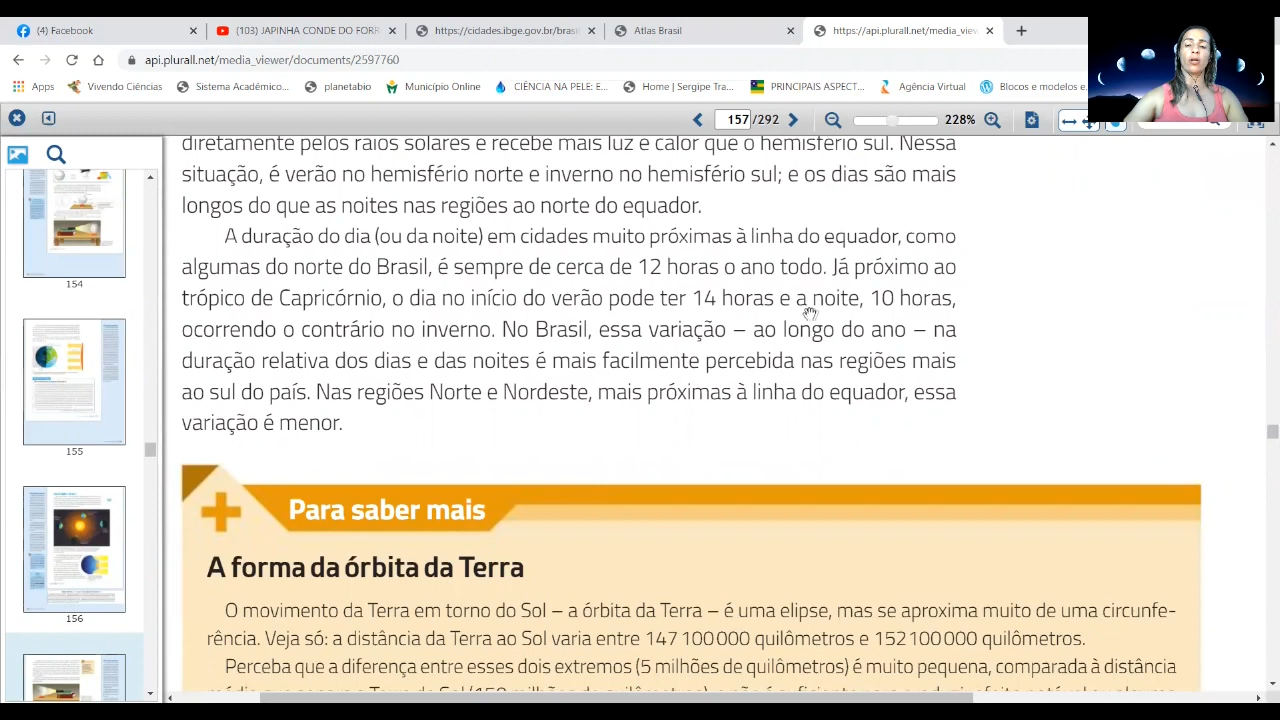 (4) Facebook
(103) JAPINHA CONDE DO FORR
https://cidades.ibge.gov.br/brasi
Atlas Brasil
https://api.plurall.net/media_view
api.plurall.net/media_viewer/documents/2597760
Apps
Vivendo Ciências
Sistema Acadêmico...
planetabio
Município Online
CIÊNCIA NA PELE: E...
Home | Sergipe Tra...
PRINCIPAIS ASPECT...
Agência Virtual
Blocos e modelos e
157 /292
228%
diretamente pelos raios solares e recebe mais luz e calor que o hemisfério sul. Nessa
situação, é verão no hemisfério norte e inverno no hemisfério sul; e os dias são mais
longos do que as noites nas regiões ao norte do equador.
A duração do dia (ou da noite) em cidades muito próximas à linha do equador, como
algumas do norte do Brasil, é sempre de cerca de 12 horas o ano todo. Já próximo ao
trópico de Capricórnio, o dia no início do verão pode ter 14 horas e a noite, 10 horas,
ocorrendo o contrário no inverno. No Brasil, essa variação – ao longo do ano – na
duração relativa dos dias e das noites é mais facilmente percebida nas regiões mais
ao sul do país. Nas regiões Norte e Nordeste, mais próximas à linha do equador, essa
variação é menor.
154
155
156
Para saber mais
A forma da órbita da Terra
O movimento da Terra em torno do Sol – a órbita da Terra – é uma elipse, mas se aproxima muito de uma circunfe-
rência. Veja só: a distância da Terra ao Sol varia entre 147 100 000 quilômetros e 152 100 000 quilômetros.
Perceba que a diferença entre esses dois extremos (5 milhões de quilômetros) é muito pequena, comparada à distância